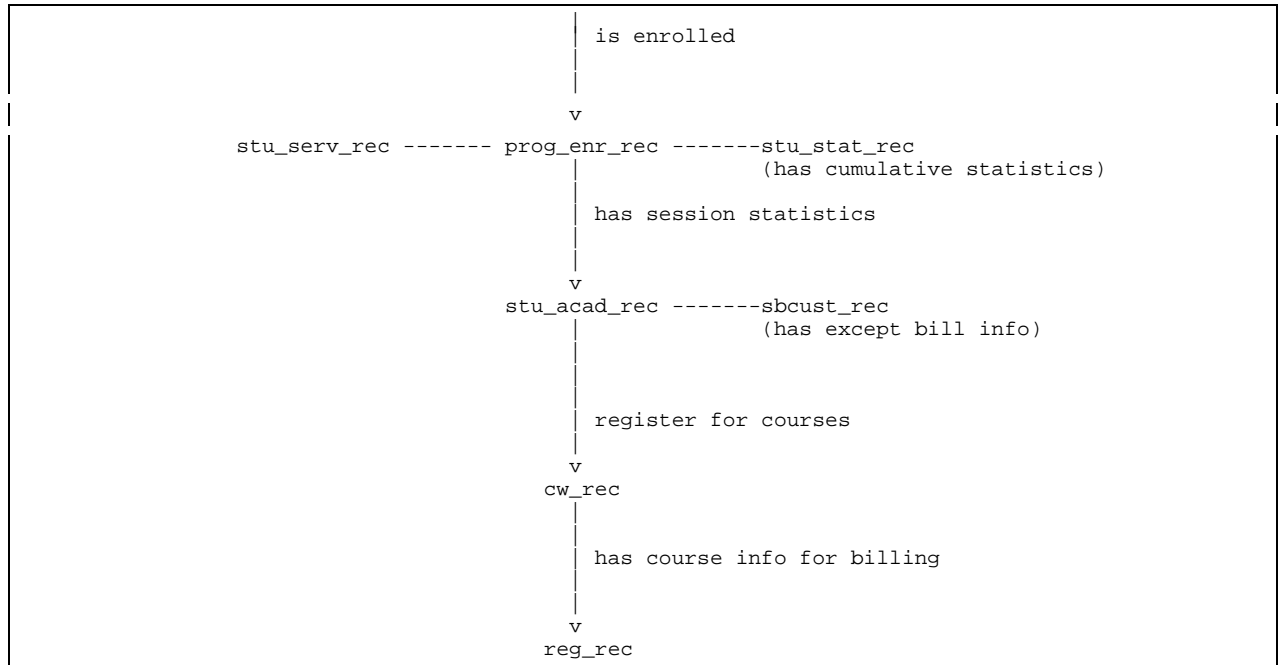 is enrolled
v
stu_serv_rec ------- prog_enr_rec -------stu_stat_rec
(has cumulative statistics)
has session statistics
v
stu_acad_rec -------sbcust_rec
(has except bill info)
register for courses
v
cw_rec
has course info for billing
v
reg_rec